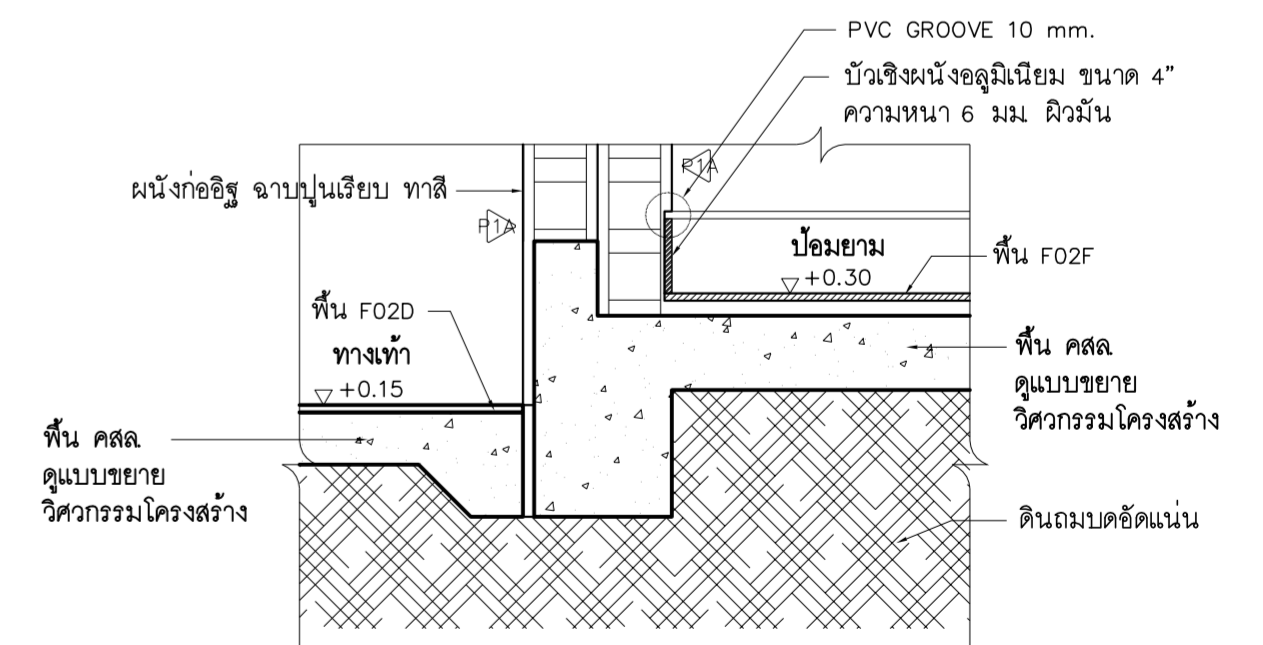 PVC GROOVE 10 mm.
บัวเชิงผนังอลูมิเนียม ขนาด 4”
ความหนา 6 มม. ผิวมัน
P1A
ผนังก่ออิฐ ฉาบปูนเรียบ ทาสี
P1A
ป้อมยาม
+0.30
พื้น F02F
พื้น F02D
ทางเท้า
+0.15
พื้น คสล.
ดูแบบขยาย
วิศวกรรมโครงสร้าง
พื้น คสล.
ดูแบบขยาย
วิศวกรรมโครงสร้าง
ดินถมบดอัดแน่น